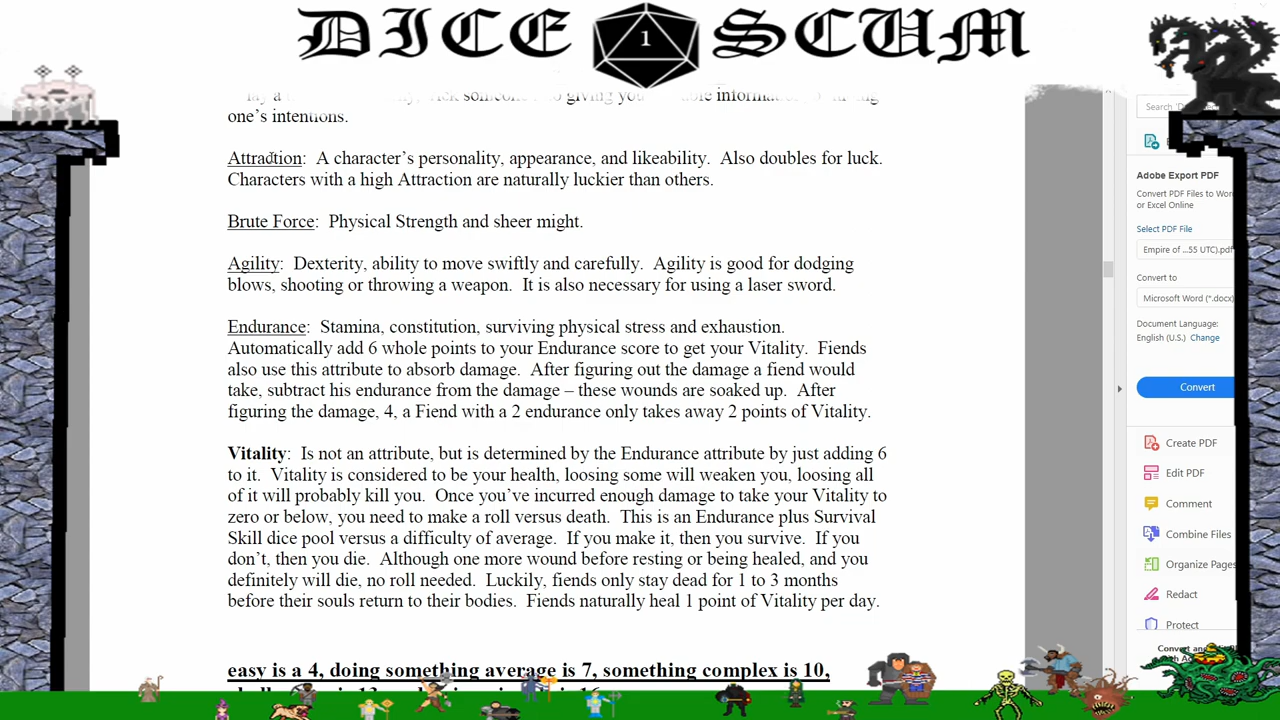 DICE 1 SCUM
one's intentions.
Attraction: A character's personality, appearance, and likeability. Also doubles for luck.
Characters with a high Attraction are naturally luckier than others.
Brute Force: Physical Strength and sheer might.
Agility: Dexterity, ability to move swiftly and carefully. Agility is good for dodging
blows, shooting or throwing a weapon. It is also necessary for using a laser sword.
Endurance: Stamina, constitution, surviving physical stress and exhaustion.
Automatically add 6 whole points to your Endurance score to get your Vitality. Fiends
also use this attribute to absorb damage. After figuring out the damage a fiend would
take, subtract his endurance from the damage – these wounds are soaked up. After
figuring the damage, 4, a Fiend with a 2 endurance only takes away 2 points of Vitality.
Vitality: Is not an attribute, but is determined by the Endurance attribute by just adding 6
to it. Vitality is considered to be your health, loosing some will weaken you, loosing all
of it will probably kill you. Once you've incurred enough damage to take your Vitality to
zero or below, you need to make a roll versus death. This is an Endurance plus Survival
Skill dice pool versus a difficulty of average. If you make it, then you survive. If you
don't, then you die. Although one more wound before resting or being healed, and you
definitely will die, no roll needed. Luckily, fiends only stay dead for 1 to 3 months
before their souls return to their bodies. Fiends naturally heal 1 point of Vitality per day.
easy is a 4, doing something average is 7, something complex is 10,
Search
Adobe Export PDF
Convert PDF Files to Wor
or Excel Online
Select PDF File
Empire of ...55 UTC).pdf
Convert to
Microsoft Word (*.docx)
Document Language:
English (U.S.) Change
Convert
Create PDF
Edit PDF
Comment
Combine Files
Organize Pages
Redact
Protect